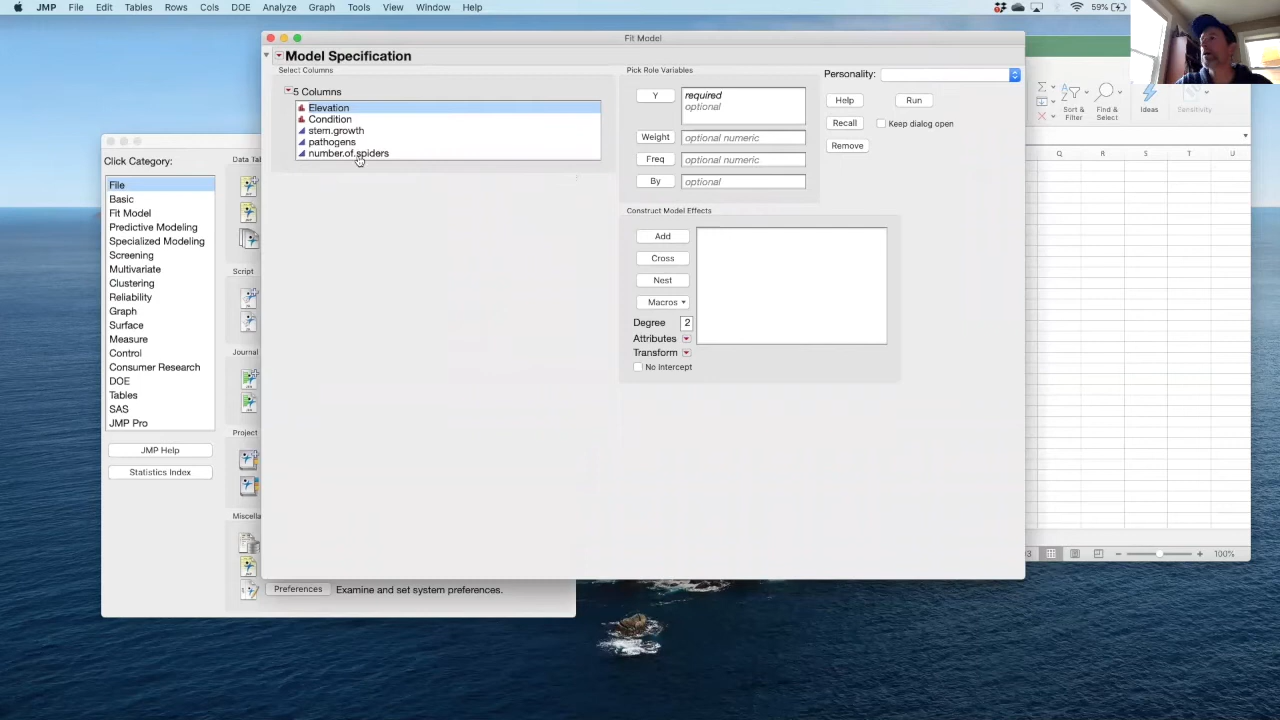 JMP File Edit Tables Rows Cols DOE Analyze Graph Tools View Window Help
59%
Fit Model
Model Specification
Select Columns
5 Columns
Elevation
Condition
stem.growth
pathogens
number.of.spiders
Pick Role Variables
Y required
optional
Weight optional numeric
Freq optional numeric
By optional
Personality:
Help Run
Recall Keep dialog open
Remove
Construct Model Effects
Add
Cross
Nest
Macros
Degree 2
Attributes
Transform
No Intercept
Click Category:
File
Basic
Fit Model
Predictive Modeling
Specialized Modeling
Screening
Multivariate
Clustering
Reliability
Graph
Surface
Measure
Control
Consumer Research
DOE
Tables
SAS
JMP Pro
JMP Help
Statistics Index
Data Tal
Script
Journal
Project
Miscella
Preferences Examine and set system preferences.
Sort &
Filter
Find &
Select
Ideas
Sensitivity
Q R S T U
100%